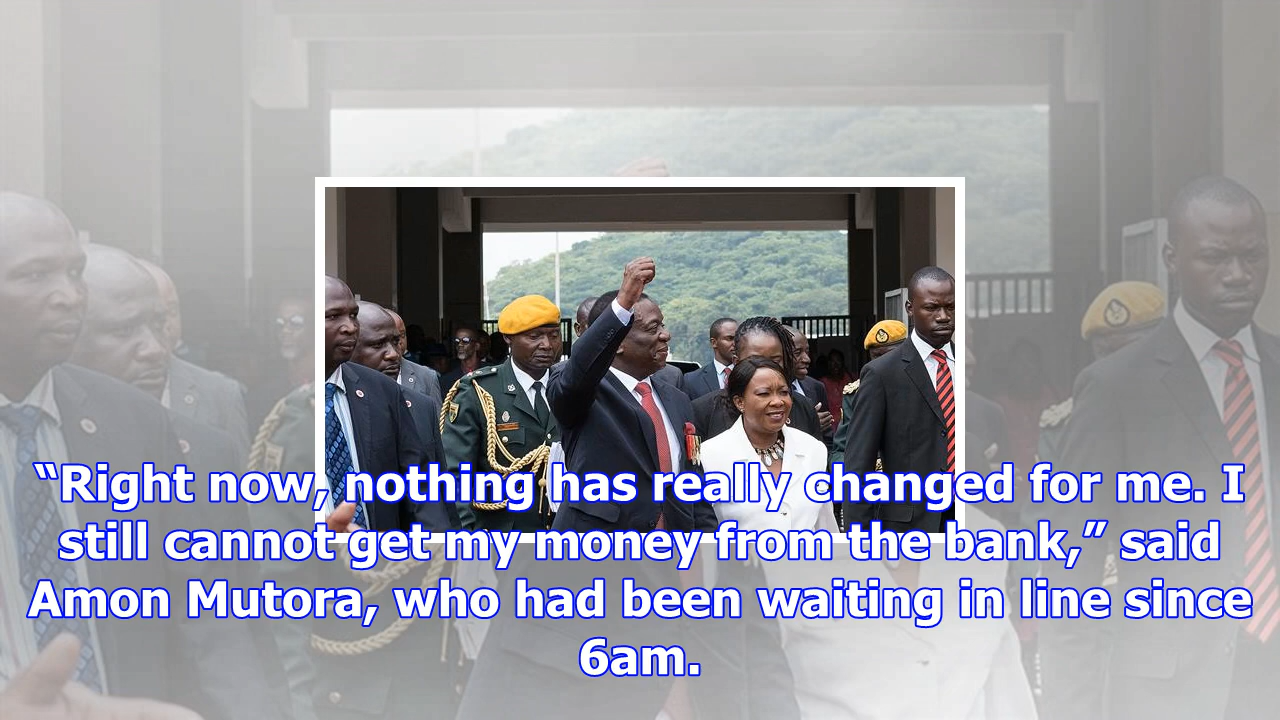 “Right now, nothing has really changed for me. I
still cannot get my money from the bank,” said
Amon Mutora, who had been waiting in line since
6am.